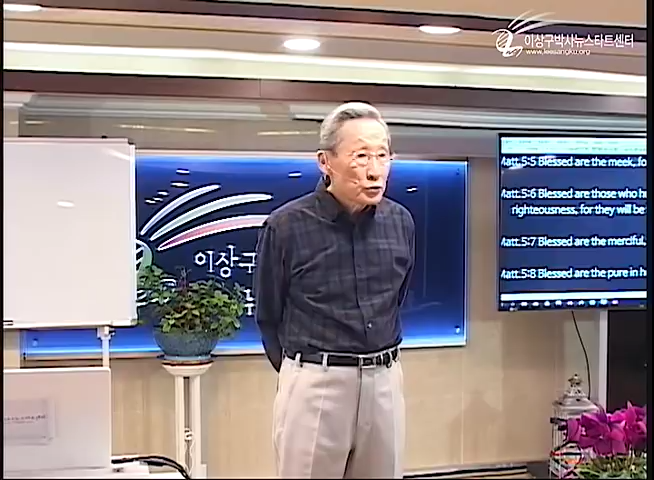 이상구박사뉴스타트센터
www.leesangku.org
Matt.5:5 Blessed are the meek, fo
Matt.5:6 Blessed are those who hu
righteousness, for they will be
Matt.5:7 Blessed are the merciful,
Matt.5:8 Blessed are the pure in h
이상구